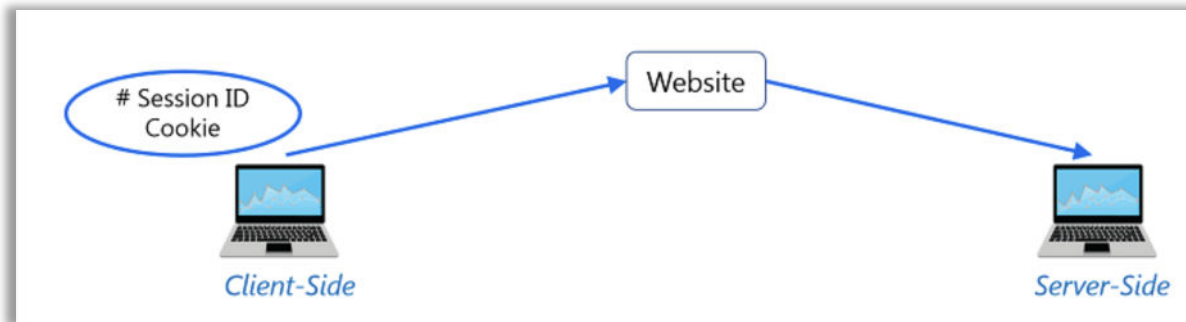 # Session ID
Cookie
Website
Client-Side
Server-Side